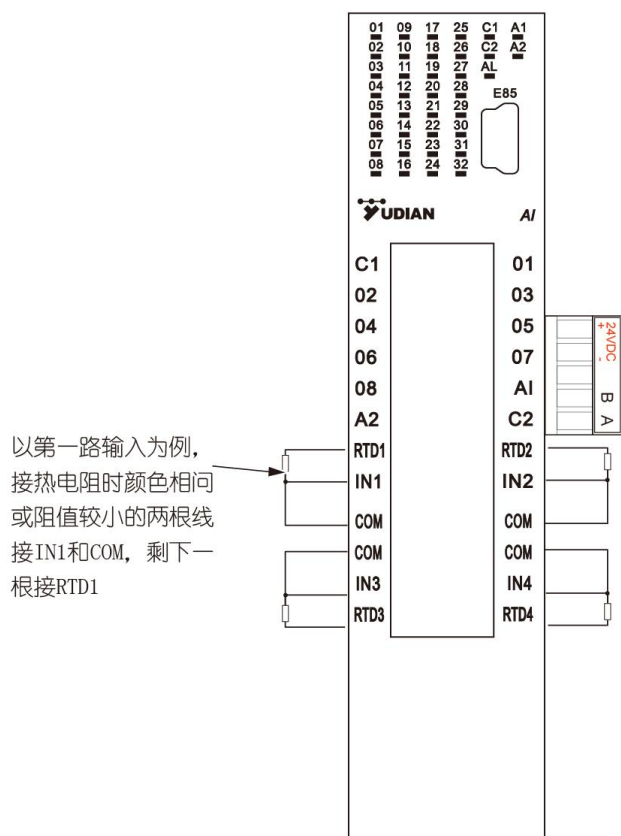 01 09 17 25 C1 A1
02 10 18 26 C2 A2
03 11 19 27 AL
04 12 20 28
05 13 21 29
06 14 22 30
07 15 23 31
08 16 24 32
E85
YUDIAN
AI
C1 01
02 03
04 05
06 07
08 AI
A2 C2
RTD1 RTD2
IN1 IN2
COM COM
COM COM
IN3 IN4
RTD3 RTD4
24VDC
+ -
B A
以第一路输入为例，
接热电阻时颜色相问
或阻值较小的两根线
接IN1和COM，剩下一
根接RTD1